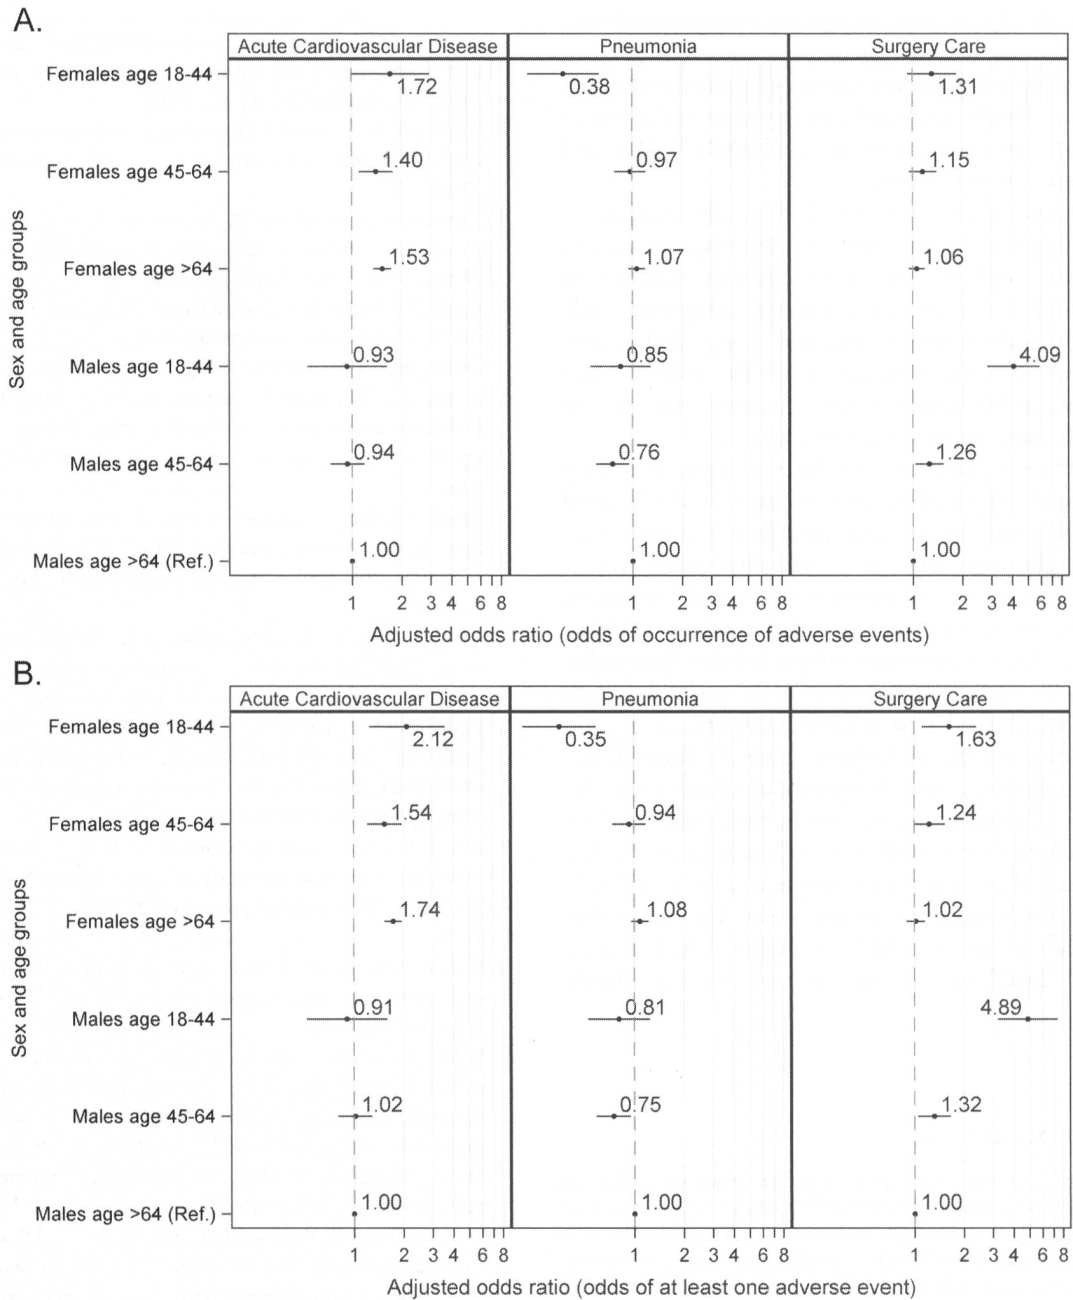 A.
Acute Cardiovascular Disease Pneumonia Surgery Care
Females age 18-44 1.72 0.38 1.31
Females age 45-64 1.40 0.97 1.15
Females age >64 1.53 1.07 1.06
Males age 18-44 0.93 0.85 4.09
Males age 45-64 0.94 0.76 1.26
Males age >64 (Ref.) 1.00 1.00 1.00
Sex and age groups
1 2 3 4 6 8 1 2 3 4 6 8 1 2 3 4 6 8
Adjusted odds ratio (odds of occurrence of adverse events)
B.
Acute Cardiovascular Disease Pneumonia Surgery Care
Females age 18-44 2.12 0.35 1.63
Females age 45-64 1.54 0.94 1.24
Females age >64 1.74 1.08 1.02
Males age 18-44 0.91 0.81 4.89
Males age 45-64 1.02 0.75 1.32
Males age >64 (Ref.) 1.00 1.00 1.00
Sex and age groups
1 2 3 4 6 8 1 2 3 4 6 8 1 2 3 4 6 8
Adjusted odds ratio (odds of at least one adverse event)